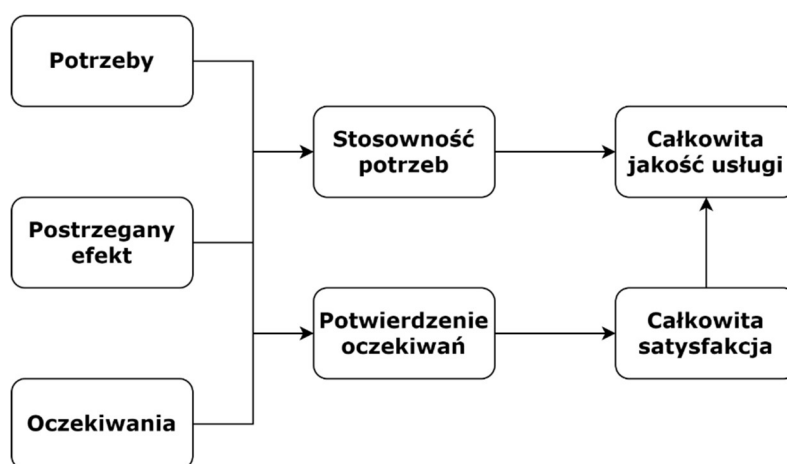 Potrzeby
Stosowność
potrzeb
Całkowita
jakość usługi
Postrzegany
efekt
Potwierdzenie
oczekiwań
Całkowita
satysfakcja
Oczekiwania